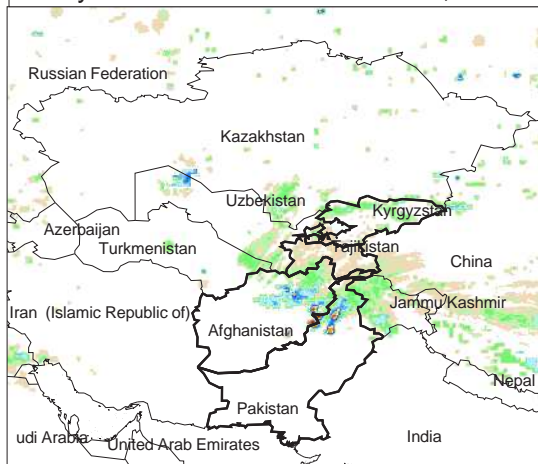 Russian Federation
Kazakhstan
Uzbekistan
Kyrgyzstan
Azerbaijan
Turkmenistan
Tajikistan
China
Iran (Islamic Republic of)
Jammu Kashmir
Afghanistan
Nepal
Pakistan
udi Arabia
United Arab Emirates
India